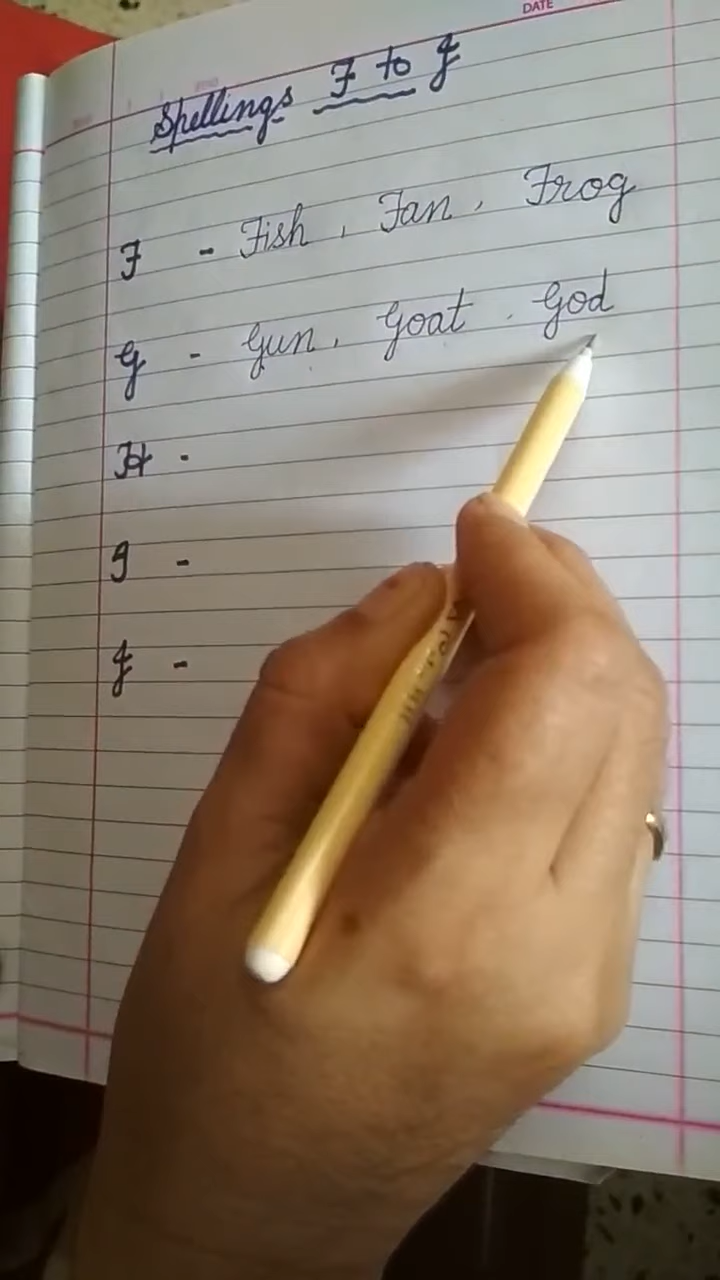 DATE
Spellings F to J
F - Fish, Fan, Frog
G - Gun, Goat. God
H -
I -
J -